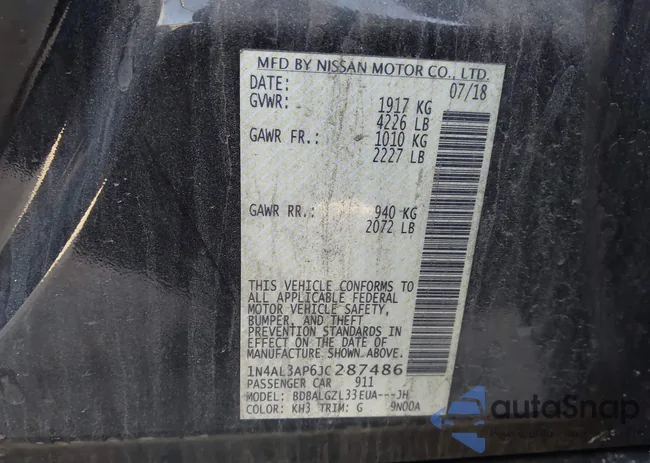 MFD BY NISSAN MOTOR CO., LTD.
DATE: 07/18
GVWR: 1917 KG
4226 LB
GAWR FR.: 1010 KG
2227 LB
GAWR RR.: 940 KG
2072 LB
THIS VEHICLE CONFORMS TO
ALL APPLICABLE FEDERAL
MOTOR VEHICLE SAFETY,
BUMPER, AND THEFT
PREVENTION STANDARDS IN
EFFECT ON THE DATE OF
MANUFACTURE SHOWN ABOVE.
1N4AL3AP6JC287486
PASSENGER CAR 911
MODEL: BDBALGZL33EUA---JH
COLOR: KH3 TRIM: G 9N00A
autoSnap